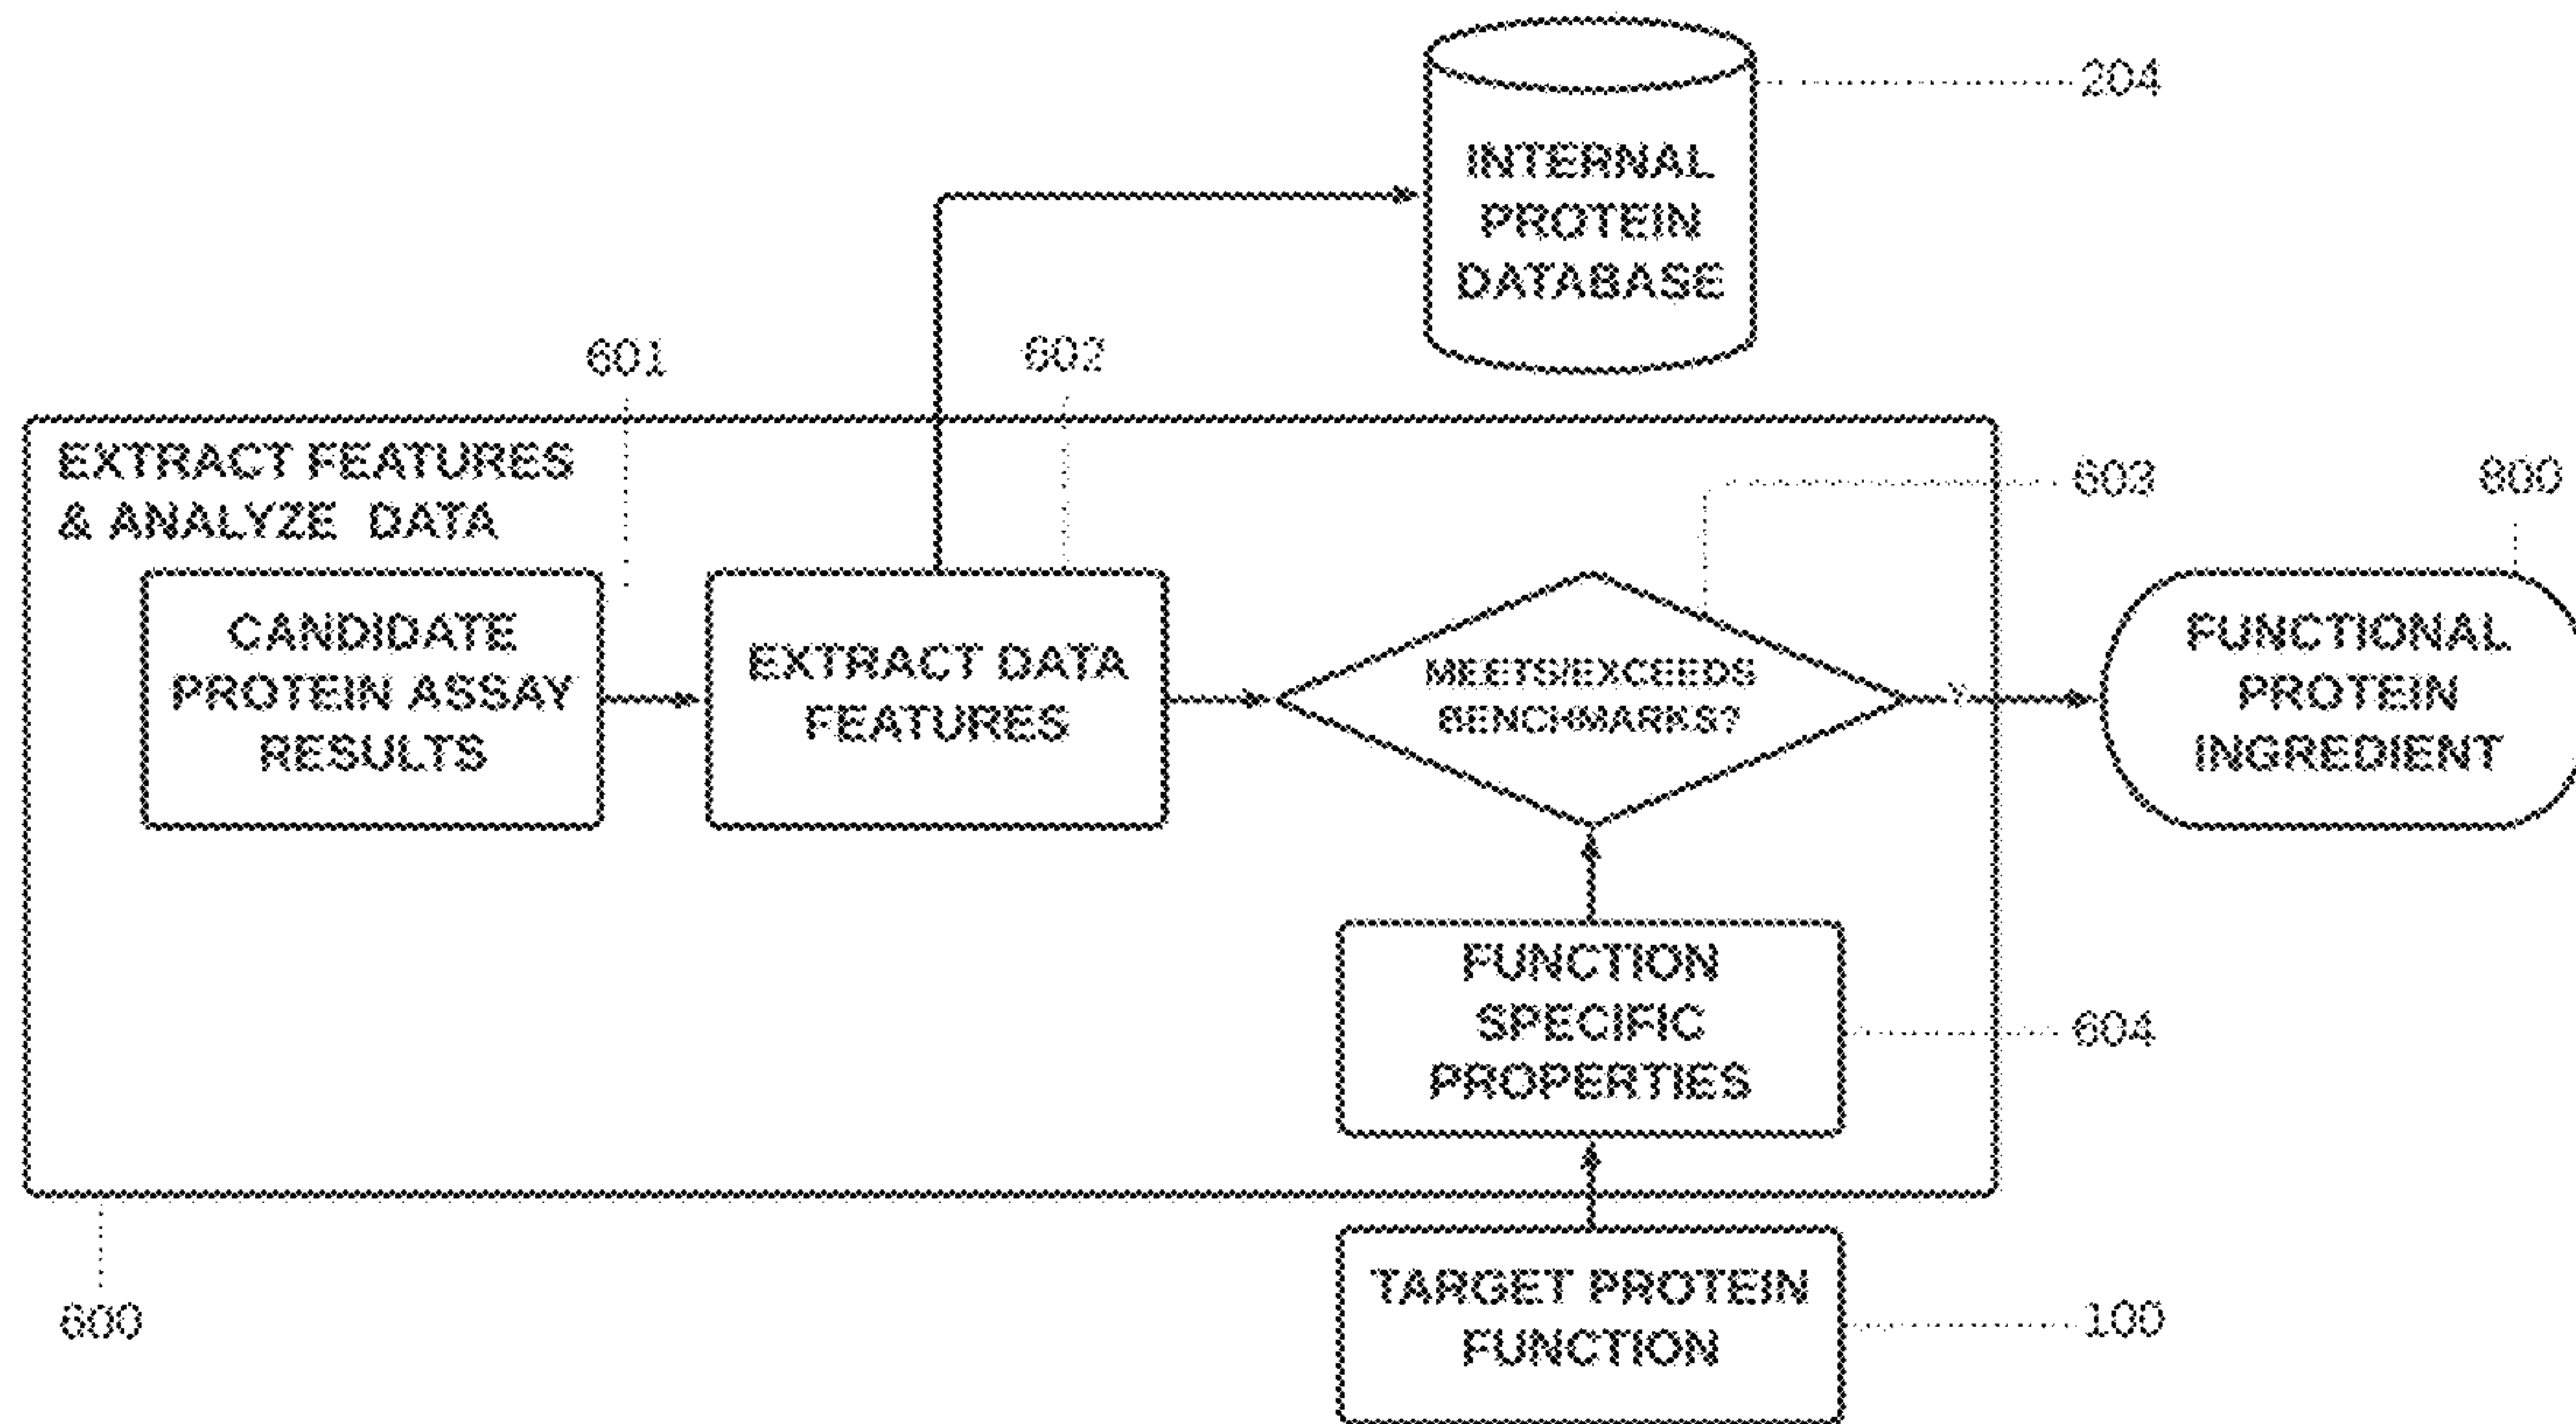 204
INTERNAL
PROTEIN
DATABASE
601
602
EXTRACT FEATURES
& ANALYZE DATA
603
800
CANDIDATE
PROTEIN ASSAY
RESULTS
EXTRACT DATA
FEATURES
MEETS/EXCEEDS
BENCHMARKS?
Y
FUNCTIONAL
PROTEIN
INGREDIENT
FUNCTION
SPECIFIC
PROPERTIES
604
600
TARGET PROTEIN
FUNCTION
100